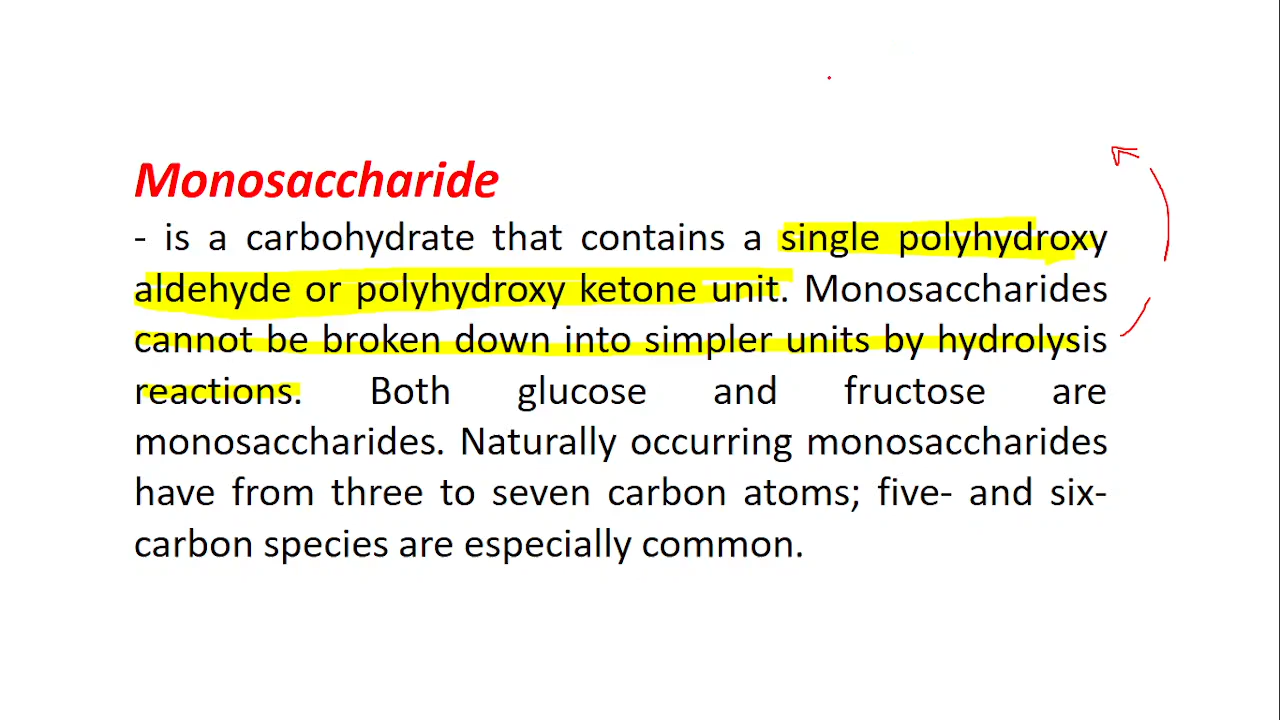 Monosaccharide
- is a carbohydrate that contains a single polyhydroxy
aldehyde or polyhydroxy ketone unit. Monosaccharides
cannot be broken down into simpler units by hydrolysis
reactions. Both glucose and fructose are
monosaccharides. Naturally occurring monosaccharides
have from three to seven carbon atoms; five- and six-
carbon species are especially common.